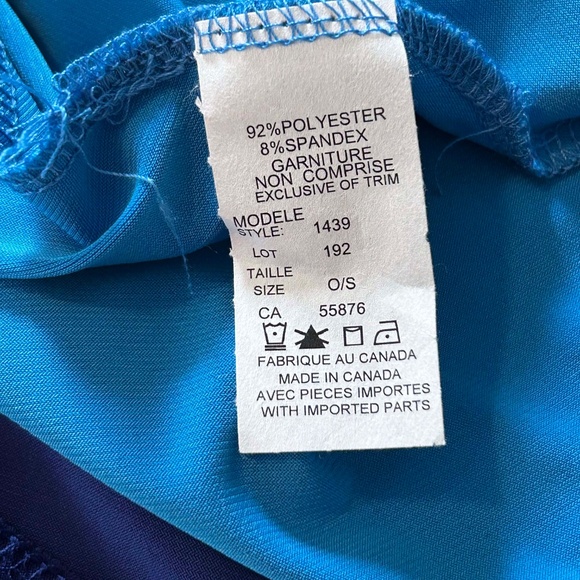 92%POLYESTER
8%SPANDEX
GARNITURE
NON COMPRISE
EXCLUSIVE OF TRIM
MODELE
STYLE: 1439
LOT 192
TAILLE
SIZE O/S
CA 55876
FABRIQUE AU CANADA
MADE IN CANADA
AVEC PIECES IMPORTES
WITH IMPORTED PARTS